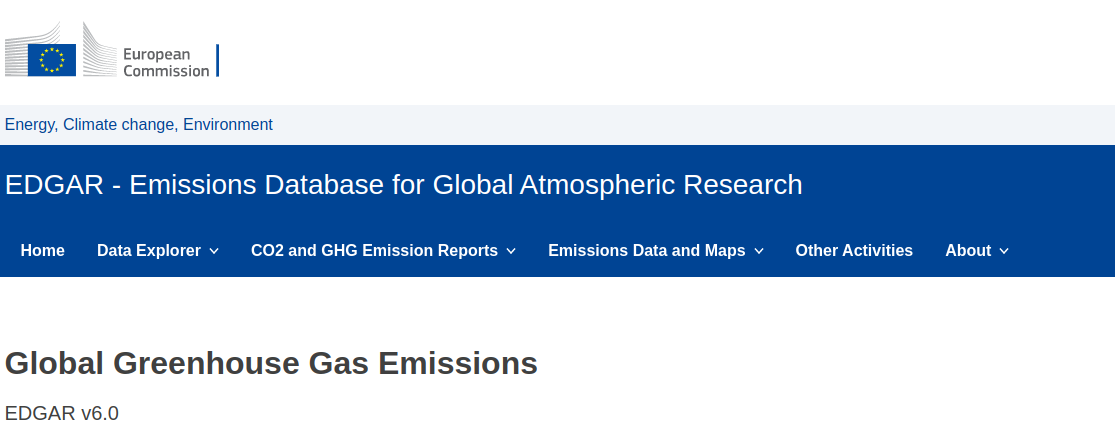 European
Commission
Energy, Climate change, Environment
EDGAR - Emissions Database for Global Atmospheric Research
Home Data Explorer CO2 and GHG Emission Reports Emissions Data and Maps Other Activities About
Global Greenhouse Gas Emissions
EDGAR v6.0